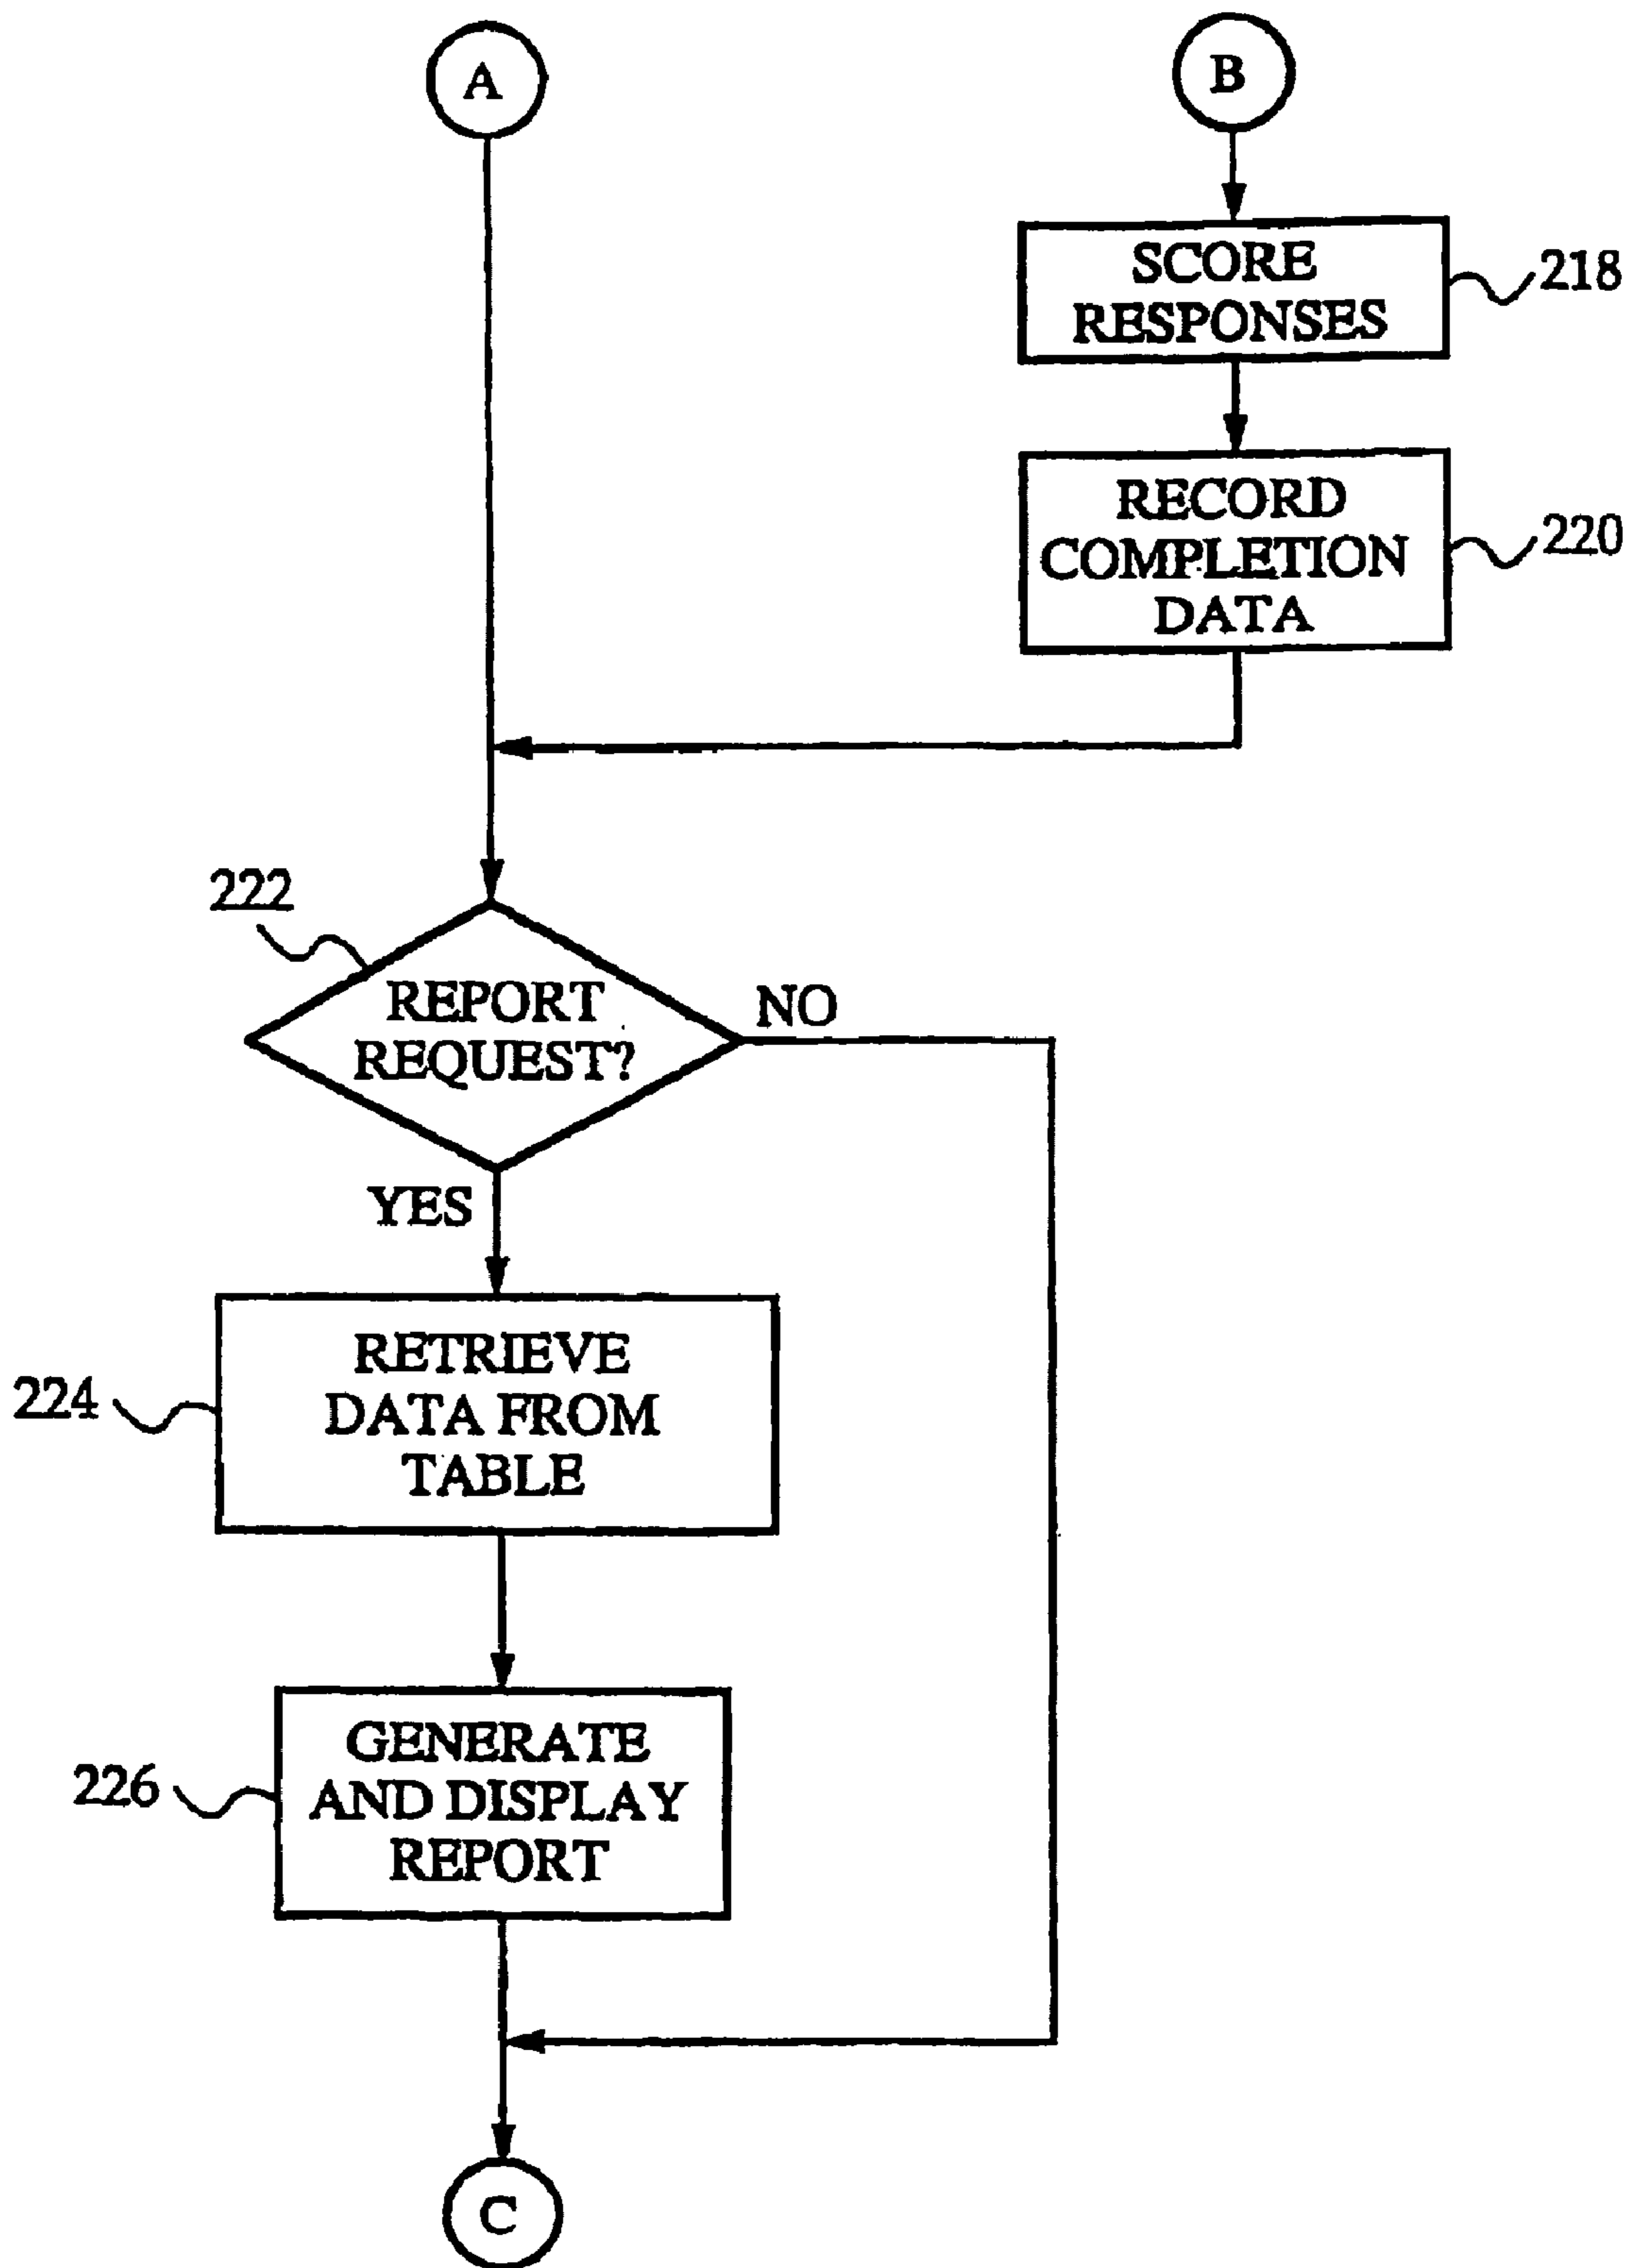 A
B
SCORE
RESPONSES
218
RECORD
COMPLETION
DATA
220
222
REPORT
REQUEST?
NO
YES
RETRIEVE
DATA FROM
TABLE
224
GENERATE
AND DISPLAY
REPORT
226
C